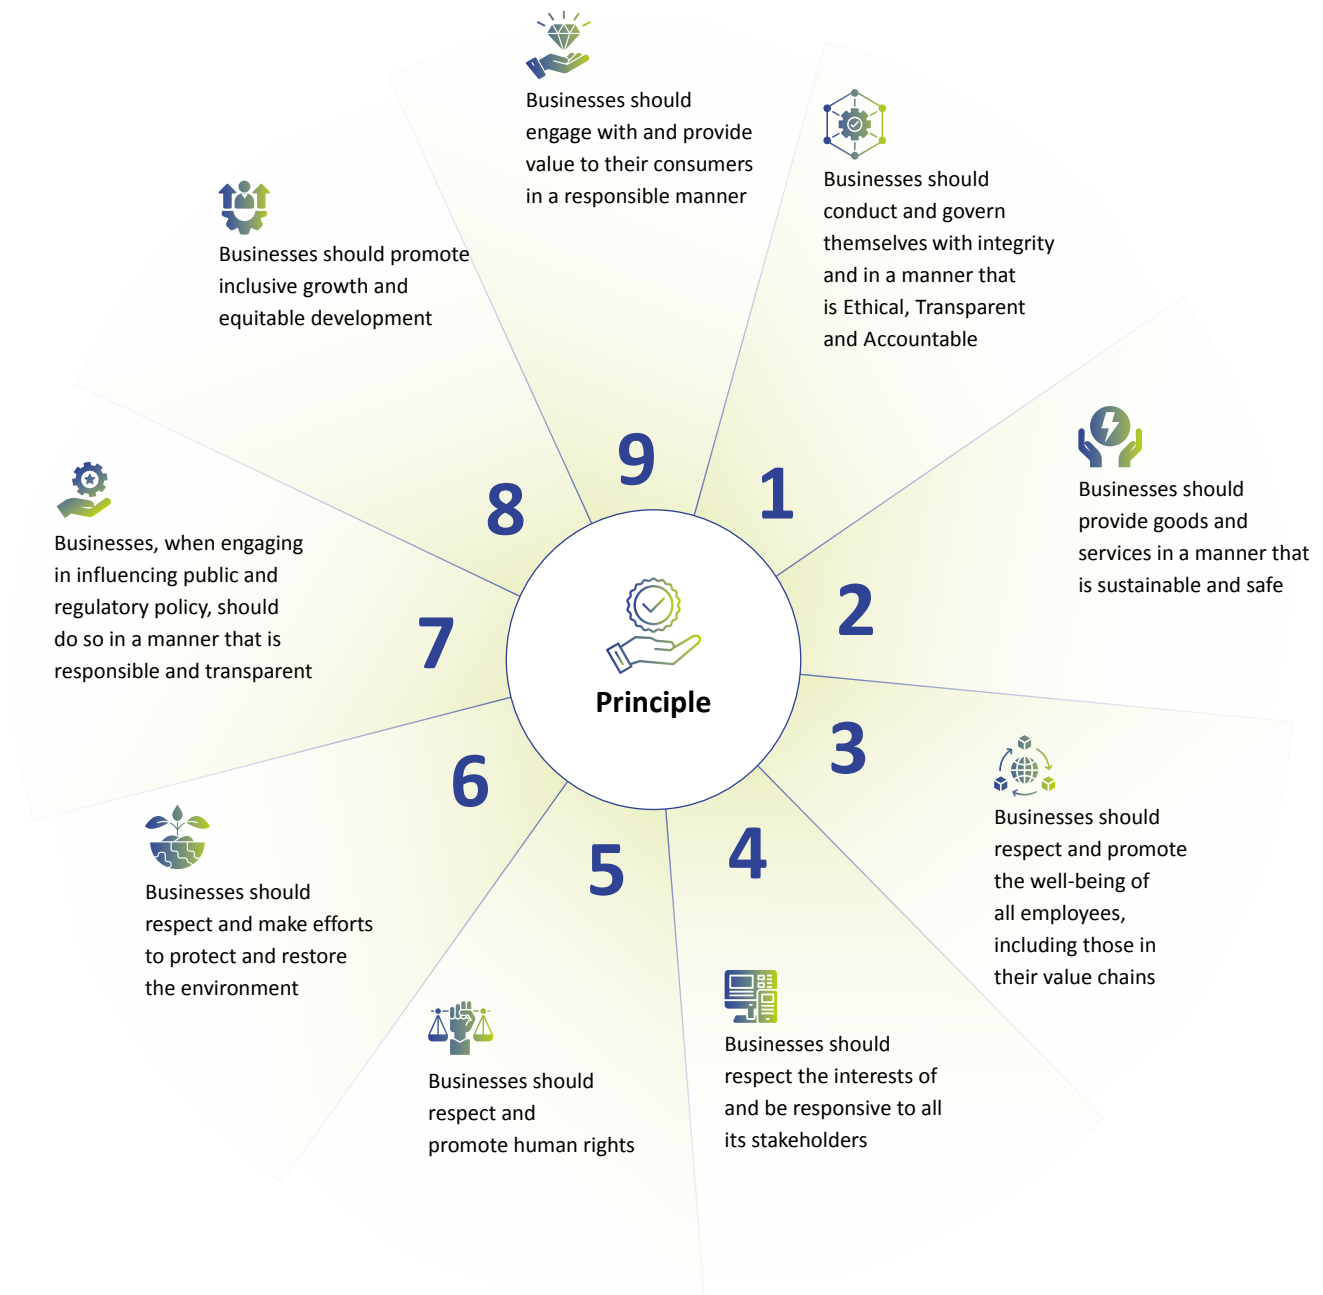 Principle
1
Businesses should
conduct and govern
themselves with integrity
and in a manner that
is Ethical, Transparent
and Accountable
2
Businesses should
provide goods and
services in a manner that
is sustainable and safe
3
Businesses should
respect and promote
the well-being of
all employees,
including those in
their value chains
4
Businesses should
respect the interests of
and be responsive to all
its stakeholders
5
Businesses should
respect and
promote human rights
6
Businesses should
respect and make efforts
to protect and restore
the environment
7
Businesses, when engaging
in influencing public and
regulatory policy, should
do so in a manner that is
responsible and transparent
8
Businesses should promote
inclusive growth and
equitable development
9
Businesses should
engage with and provide
value to their consumers
in a responsible manner